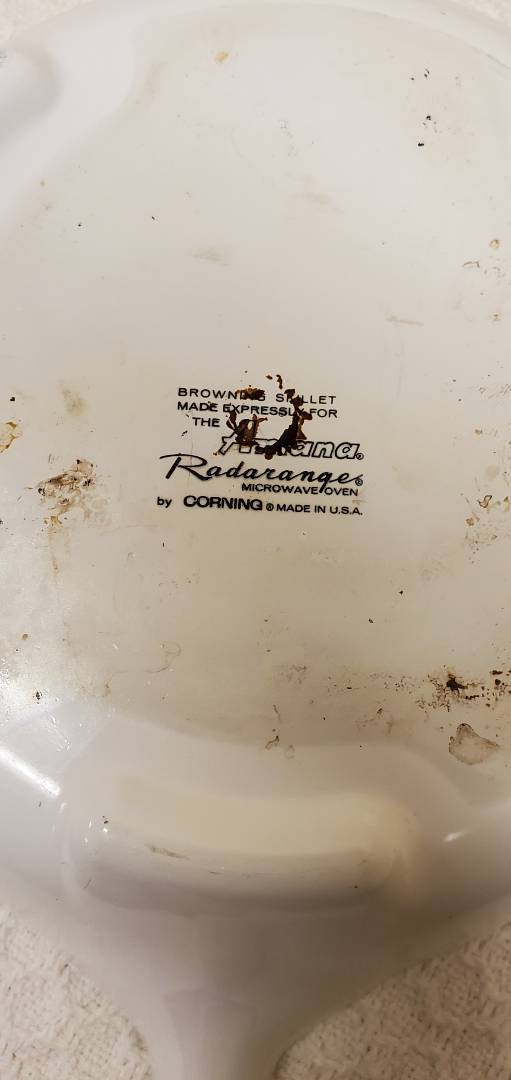 BROWNING SKILLET
MADE EXPRESSLY FOR
THE Amana®
Radarange®
MICROWAVE OVEN
by CORNING ® MADE IN U.S.A.